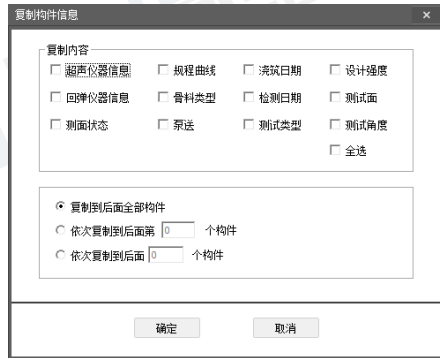 复制构件信息
复制内容
超声仪器信息 规程曲线 浇筑日期 设计强度
回弹仪器信息 骨料类型 检测日期 测试面
测面状态 泵送 测试类型 测试角度
全选
复制到后面全部构件
依次复制到后面第 0 个构件
依次复制到后面 0 个构件
确定 取消